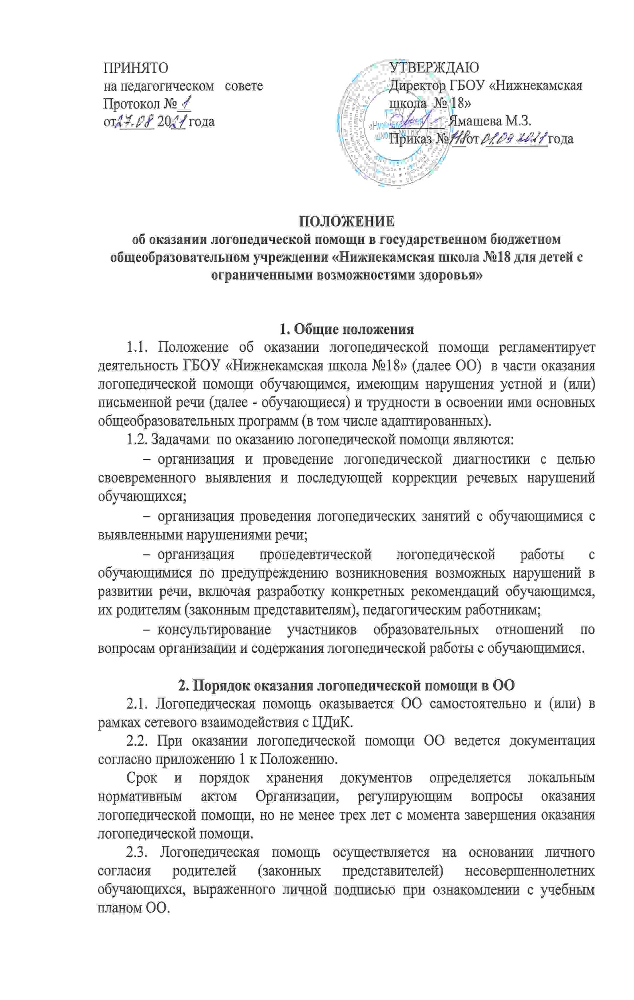 ПРИНЯТО
на педагогическом совете
Протокол № 1
от 27.08 2021 года
УТВЕРЖДАЮ
Директор ГБОУ «Нижнекамская
школа № 18»
Ямашева М.З.
Приказ № 118 от 01.09 2021 года
ГБОУ
«Нижнекамская
школа №18»
ПОЛОЖЕНИЕ
об оказании логопедической помощи в государственном бюджетном
общеобразовательном учреждении «Нижнекамская школа №18 для детей с
ограниченными возможностями здоровья»
1. Общие положения
1.1. Положение об оказании логопедической помощи регламентирует
деятельность ГБОУ «Нижнекамская школа №18» (далее ОО) в части оказания
логопедической помощи обучающимся, имеющим нарушения устной и (или)
письменной речи (далее - обучающиеся) и трудности в освоении ими основных
общеобразовательных программ (в том числе адаптированных).
1.2. Задачами по оказанию логопедической помощи являются:
– организация и проведение логопедической диагностики с целью
своевременного выявления и последующей коррекции речевых нарушений
обучающихся;
– организация проведения логопедических занятий с обучающимися с
выявленными нарушениями речи;
– организация пропедевтической логопедической работы с
обучающимися по предупреждению возникновения возможных нарушений в
развитии речи, включая разработку конкретных рекомендаций обучающимся,
их родителям (законным представителям), педагогическим работникам;
– консультирование участников образовательных отношений по
вопросам организации и содержания логопедической работы с обучающимися.
2. Порядок оказания логопедической помощи в ОО
2.1. Логопедическая помощь оказывается ОО самостоятельно и (или) в
рамках сетевого взаимодействия с ЦДиК.
2.2. При оказании логопедической помощи ОО ведется документация
согласно приложению 1 к Положению.
Срок и порядок хранения документов определяется локальным
нормативным актом Организации, регулирующим вопросы оказания
логопедической помощи, но не менее трех лет с момента завершения оказания
логопедической помощи.
2.3. Логопедическая помощь осуществляется на основании личного
согласия родителей (законных представителей) несовершеннолетних
обучающихся, выраженного личной подписью при ознакомлении с учебным
планом ОО.